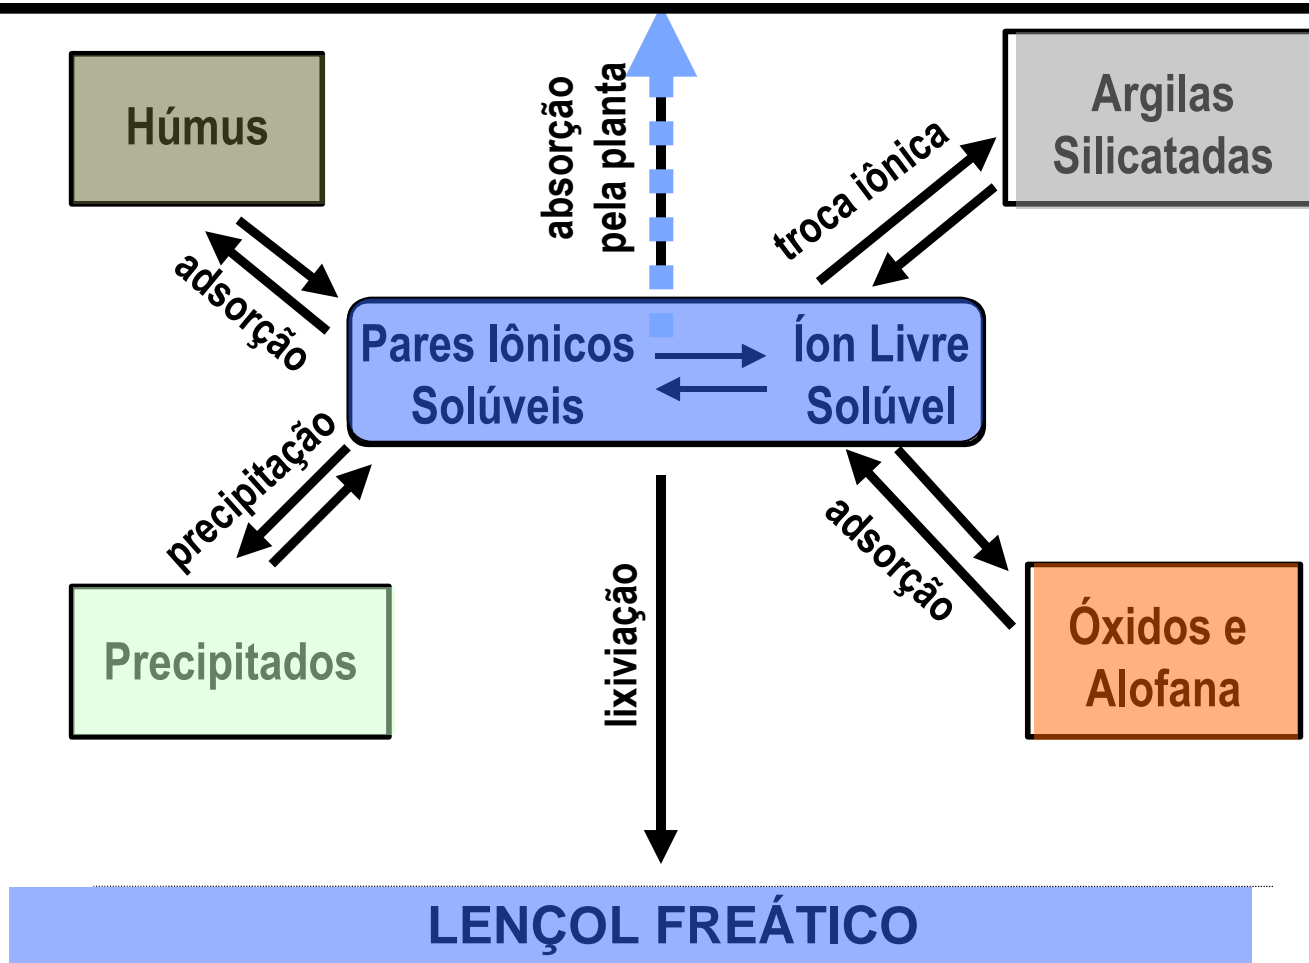 Húmus
absorção
pela planta
troca iônica
Argilas
Silicatadas
adsorção
Pares Iônicos
Solúveis
Íon Livre
Solúvel
precipitação
adsorção
Precipitados
lixiviação
Óxidos e
Alofana
LENÇOL FREÁTICO